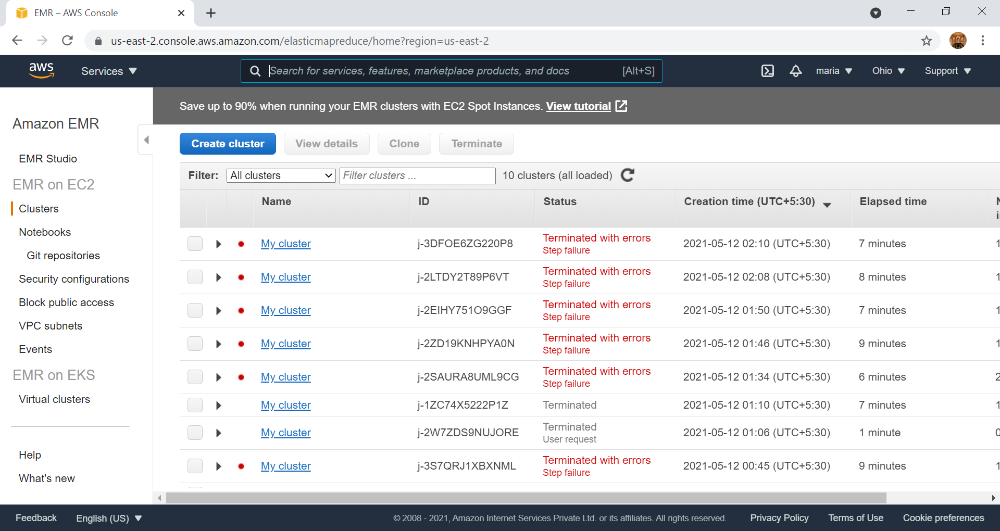 EMR – AWS Console
us-east-2.console.aws.amazon.com/elasticmapreduce/home?region=us-east-2
aws Services Search for services, features, marketplace products, and docs [Alt+S] maria Ohio Support
Save up to 90% when running your EMR clusters with EC2 Spot Instances. View tutorial
Amazon EMR
EMR Studio
EMR on EC2
Clusters
Notebooks
Git repositories
Security configurations
Block public access
VPC subnets
Events
EMR on EKS
Virtual clusters
Help
What's new
Create cluster View details Clone Terminate
Filter: All clusters Filter clusters ... 10 clusters (all loaded)
Name ID Status Creation time (UTC+5:30) Elapsed time
My cluster j-3DFOE6ZG220P8 Terminated with errors 2021-05-12 02:10 (UTC+5:30) 7 minutes 1
Step failure
My cluster j-2LTDY2T89P6VT Terminated with errors 2021-05-12 02:08 (UTC+5:30) 8 minutes 1
Step failure
My cluster j-2EIHY751O9GGF Terminated with errors 2021-05-12 01:50 (UTC+5:30) 7 minutes 1
Step failure
My cluster j-2ZD19KNHPYA0N Terminated with errors 2021-05-12 01:46 (UTC+5:30) 9 minutes 1
Step failure
My cluster j-2SAURA8UML9CG Terminated with errors 2021-05-12 01:34 (UTC+5:30) 6 minutes 2
Step failure
My cluster j-1ZC74X5222P1Z Terminated 2021-05-12 01:10 (UTC+5:30) 7 minutes 1
My cluster j-2W7ZDS9NUJORE Terminated 2021-05-12 01:06 (UTC+5:30) 1 minute 0
User request
My cluster j-3S7QRJ1XBXNML Terminated with errors 2021-05-12 00:45 (UTC+5:30) 9 minutes 1
Step failure
Feedback English (US) © 2008 - 2021, Amazon Internet Services Private Ltd. or its affiliates. All rights reserved. Privacy Policy Terms of Use Cookie preferences